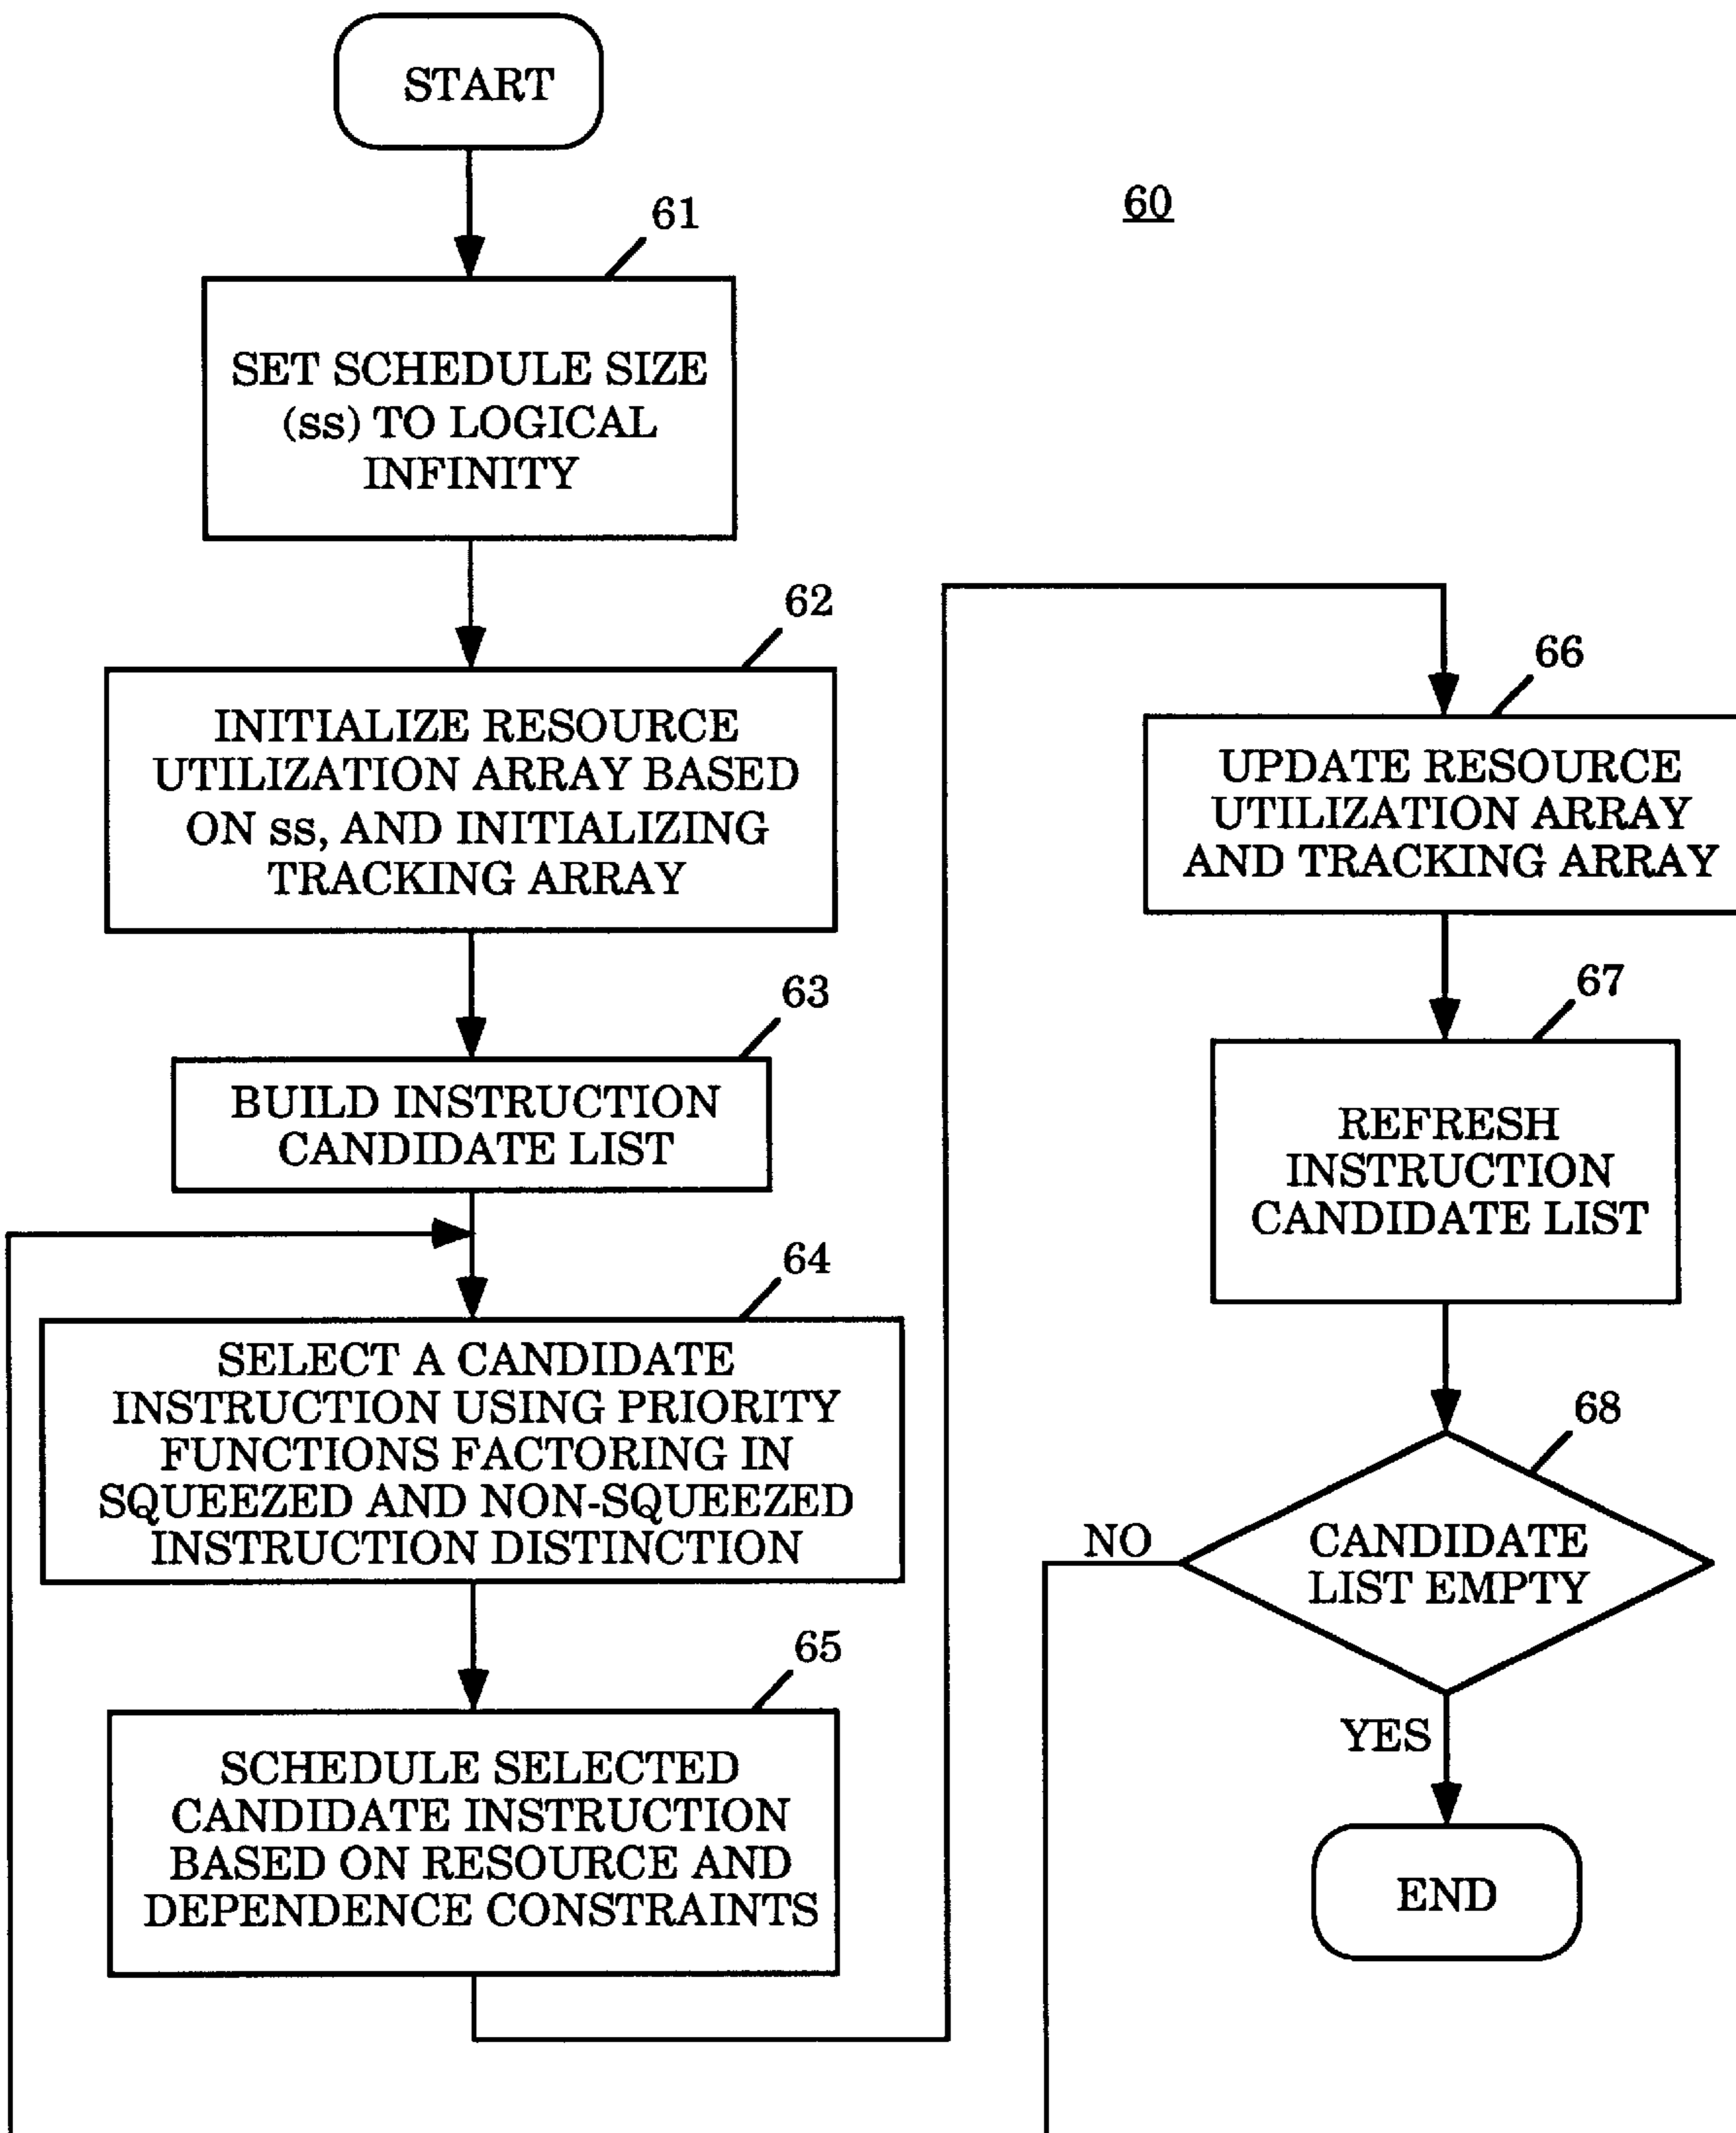 START
60
61
SET SCHEDULE SIZE
(ss) TO LOGICAL
INFINITY
62
INITIALIZE RESOURCE
UTILIZATION ARRAY BASED
ON ss, AND INITIALIZING
TRACKING ARRAY
63
BUILD INSTRUCTION
CANDIDATE LIST
64
SELECT A CANDIDATE
INSTRUCTION USING PRIORITY
FUNCTIONS FACTORING IN
SQUEEZED AND NON-SQUEEZED
INSTRUCTION DISTINCTION
65
SCHEDULE SELECTED
CANDIDATE INSTRUCTION
BASED ON RESOURCE AND
DEPENDENCE CONSTRAINTS
66
UPDATE RESOURCE
UTILIZATION ARRAY
AND TRACKING ARRAY
67
REFRESH
INSTRUCTION
CANDIDATE LIST
68
CANDIDATE
LIST EMPTY
NO
YES
END